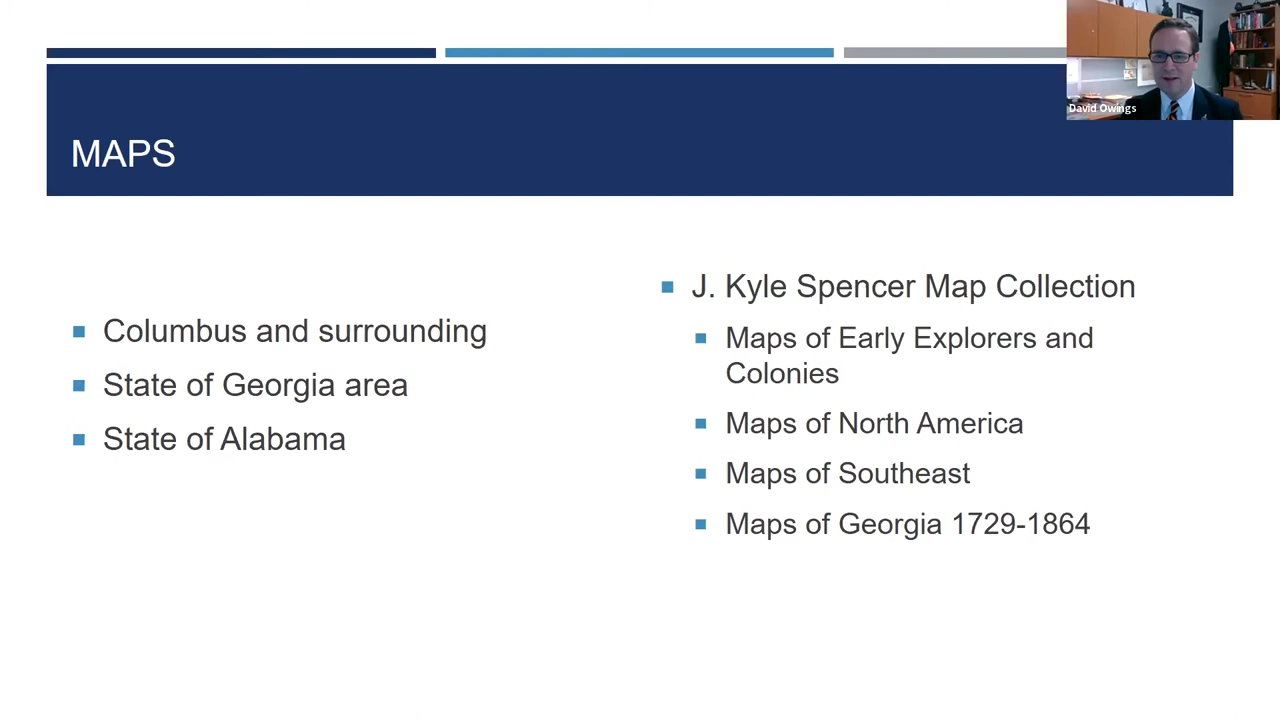 David Owings
MAPS
Columbus and surrounding
State of Georgia area
State of Alabama
J. Kyle Spencer Map Collection
Maps of Early Explorers and
Colonies
Maps of North America
Maps of Southeast
Maps of Georgia 1729-1864